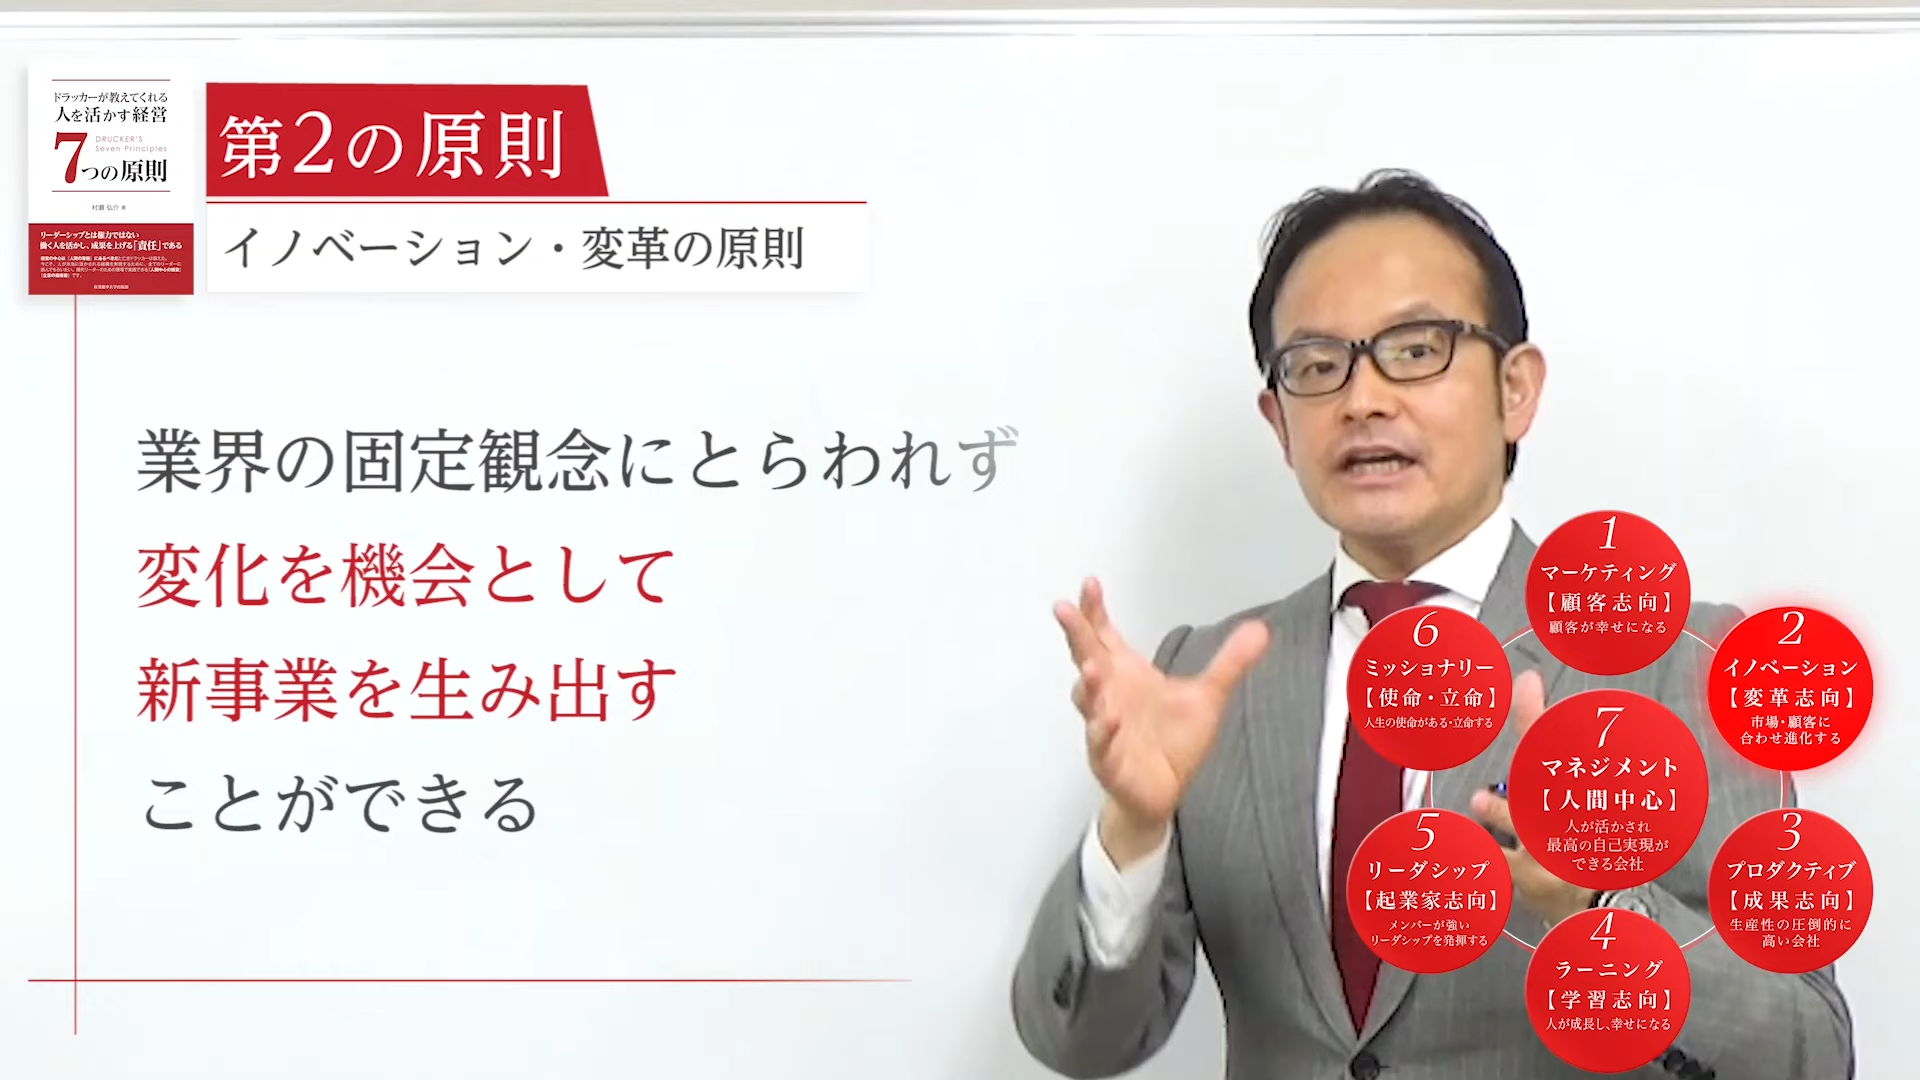 ドラッカーが教えてくれる
人を活かす経営
7つの原則
DRUCKER'S
Seven Principles
村瀬 弘介 著
リーダーシップとは権力ではない
働く人を活かし、成果を上げる「責任」である
第2の原則
イノベーション・変革の原則
業界の固定観念にとらわれず
変化を機会として
新事業を生み出す
ことができる
1
マーケティング
【顧客志向】
顧客が幸せになる
2
イノベーション
【変革志向】
市場・顧客に
合わせ進化する
3
プロダクティブ
【成果志向】
生産性の圧倒的に
高い会社
4
ラーニング
【学習志向】
人が成長し、幸せになる
5
リーダシップ
【起業家志向】
メンバーが強い
リーダシップを発揮する
6
ミッショナリー
【使命・立命】
人生の使命がある・立命する
7
マネジメント
【人間中心】
人が活かされ
最高の自己実現が
できる会社